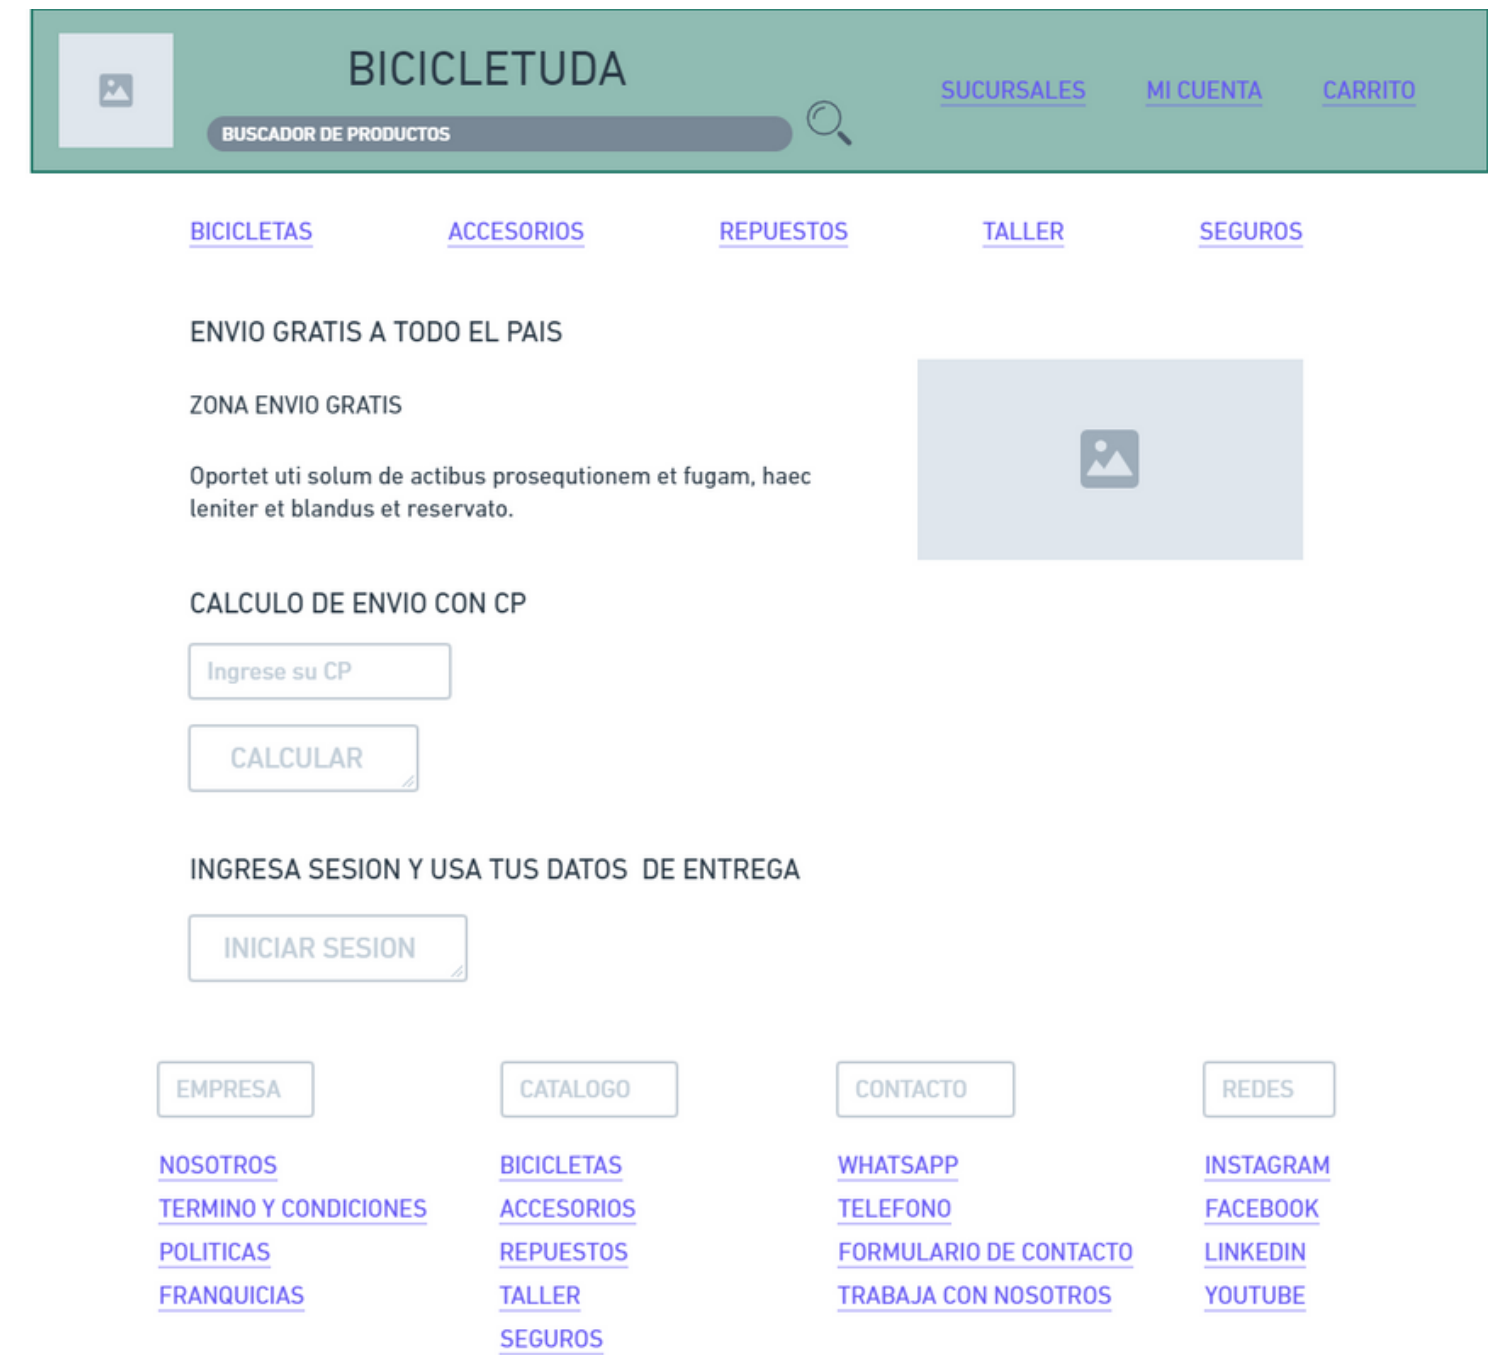 BICICLETUDA
BUSCADOR DE PRODUCTOS
SUCURSALES
MI CUENTA
CARRITO
BICICLETAS
ACCESORIOS
REPUESTOS
TALLER
SEGUROS
ENVIO GRATIS A TODO EL PAIS
ZONA ENVIO GRATIS
Oportet uti solum de actibus prosequtionem et fugam, haec
leniter et blandus et reservato.
CALCULO DE ENVIO CON CP
Ingrese su CP
CALCULAR
INGRESA SESION Y USA TUS DATOS  DE ENTREGA
INICIAR SESION
EMPRESA
NOSOTROS
TERMINO Y CONDICIONES
POLITICAS
FRANQUICIAS
CATALOGO
BICICLETAS
ACCESORIOS
REPUESTOS
TALLER
SEGUROS
CONTACTO
WHATSAPP
TELEFONO
FORMULARIO DE CONTACTO
TRABAJA CON NOSOTROS
REDES
INSTAGRAM
FACEBOOK
LINKEDIN
YOUTUBE